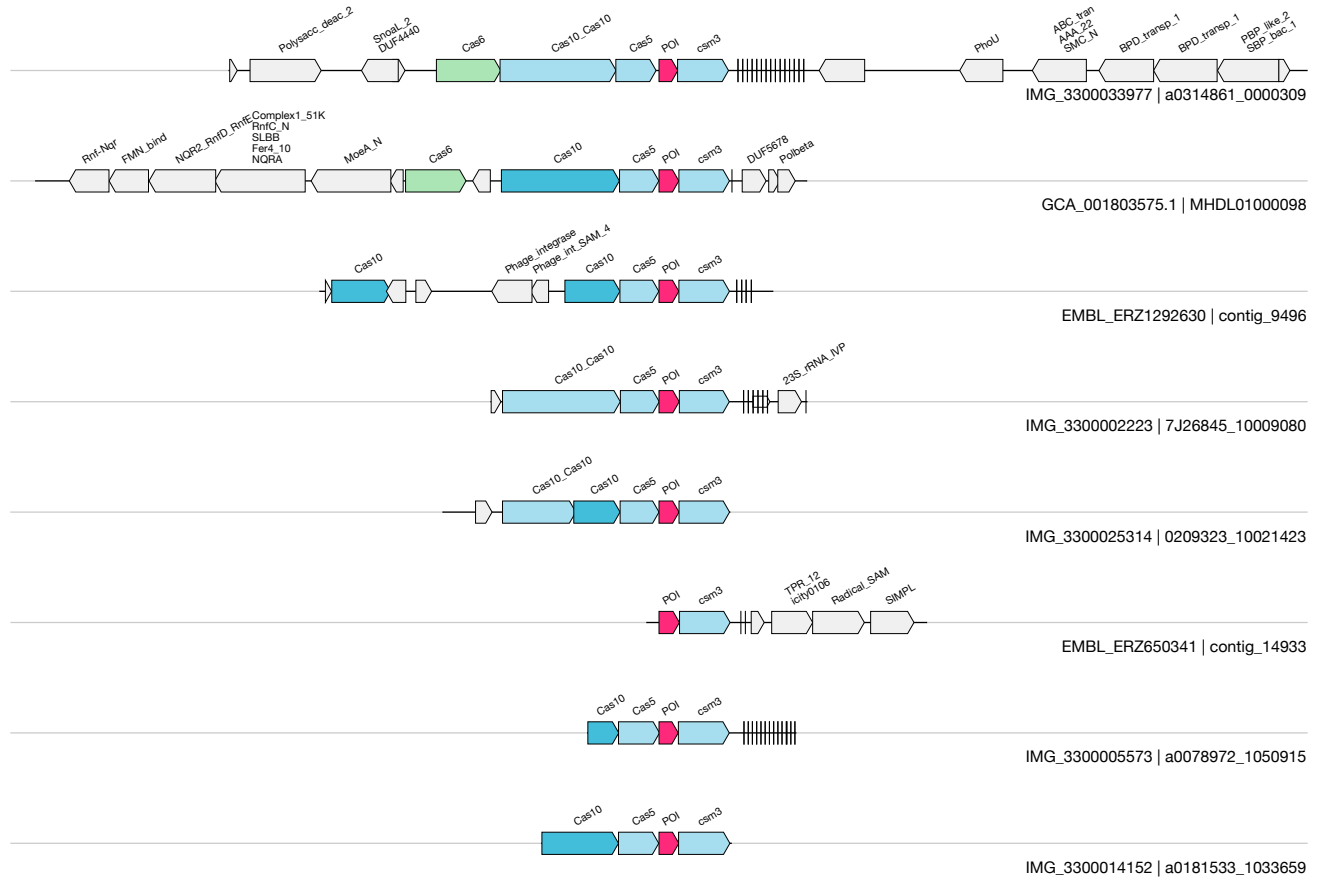 Polysacc_deac_2
SnoaL_2
DUF4440
Cas6
Cas10_Cas10
Cas5
POI
csm3
PhoU
ABC_tran
AAA_22
SMC_N
BPD_transp_1
BPD_transp_1
PBP_like_2
SBP_bac_1
IMG_3300033977 | a0314861_0000309
Rnf-Nqr
FMN_bind
NQR2_RnfD_RnfE
Complex1_51K
RnfC_N
SLBB
Fer4_10
NQRA
MoeA_N
Cas6
Cas10
Cas5
POI
csm3
DUF5678
Polbeta
GCA_001803575.1 | MHDL01000098
Cas10
Phage_integrase
Phage_int_SAM_4
Cas10
Cas5
POI
csm3
EMBL_ERZ1292630 | contig_9496
Cas10_Cas10
Cas5
POI
csm3
23S_rRNA_IVP
IMG_3300002223 | 7J26845_10009080
Cas10_Cas10
Cas10
Cas5
POI
csm3
IMG_3300025314 | 0209323_10021423
POI
csm3
TPR_12
icity0106
Radical_SAM
SIMPL
EMBL_ERZ650341 | contig_14933
Cas10
Cas5
POI
csm3
IMG_3300005573 | a0078972_1050915
Cas10
Cas5
POI
csm3
IMG_3300014152 | a0181533_1033659